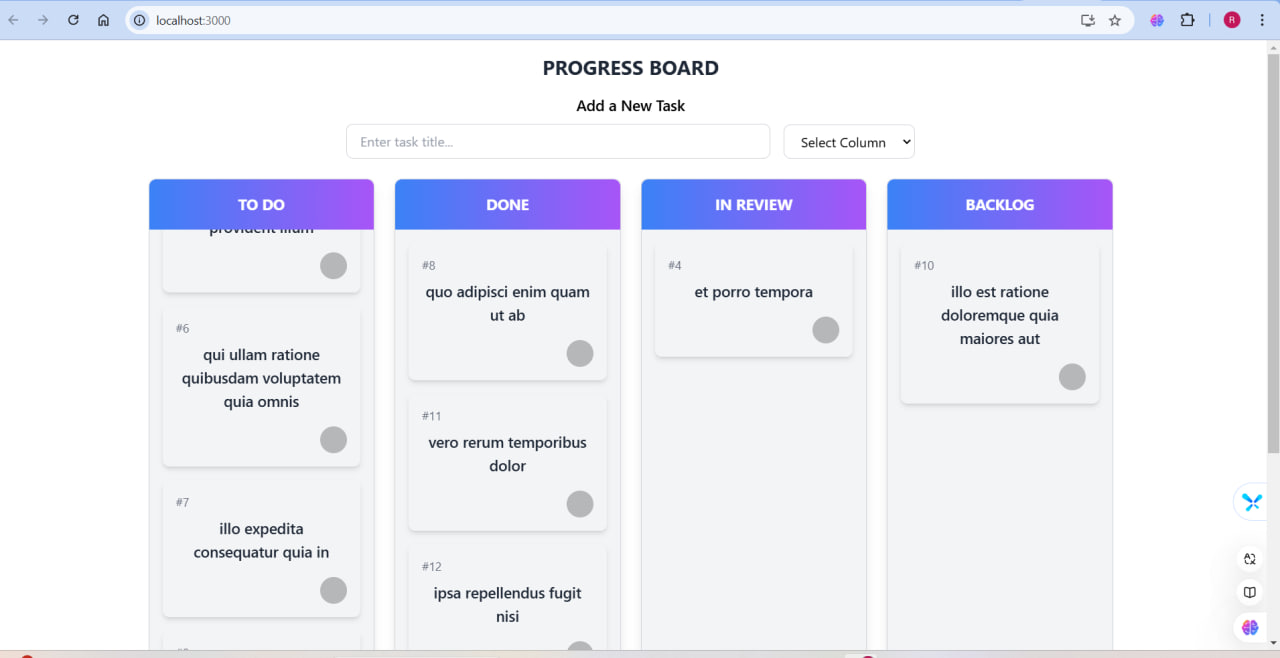 localhost:3000
R
PROGRESS BOARD
Add a New Task
Enter task title...
Select Column
TO DO
provident illum
#6
qui ullam ratione
quibusdam voluptatem
quia omnis
#7
illo expedita
consequatur quia in
DONE
#8
quo adipisci enim quam
ut ab
#11
vero rerum temporibus
dolor
#12
ipsa repellendus fugit
nisi
IN REVIEW
#4
et porro tempora
BACKLOG
#10
illo est ratione
doloremque quia
maiores aut